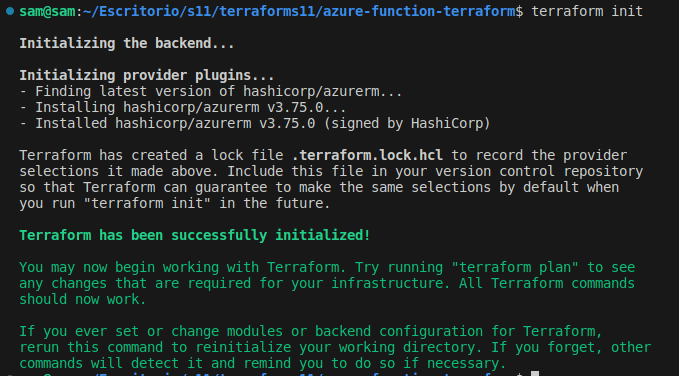 sam@sam:~/Escritorio/s11/terraforms11/azure-function-terraform$ terraform init
Initializing the backend...
Initializing provider plugins...
- Finding latest version of hashicorp/azurerm...
- Installing hashicorp/azurerm v3.75.0...
- Installed hashicorp/azurerm v3.75.0 (signed by HashiCorp)
Terraform has created a lock file .terraform.lock.hcl to record the provider
selections it made above. Include this file in your version control repository
so that Terraform can guarantee to make the same selections by default when
you run "terraform init" in the future.
Terraform has been successfully initialized!
You may now begin working with Terraform. Try running "terraform plan" to see
any changes that are required for your infrastructure. All Terraform commands
should now work.
If you ever set or change modules or backend configuration for Terraform,
rerun this command to reinitialize your working directory. If you forget, other
commands will detect it and remind you to do so if necessary.